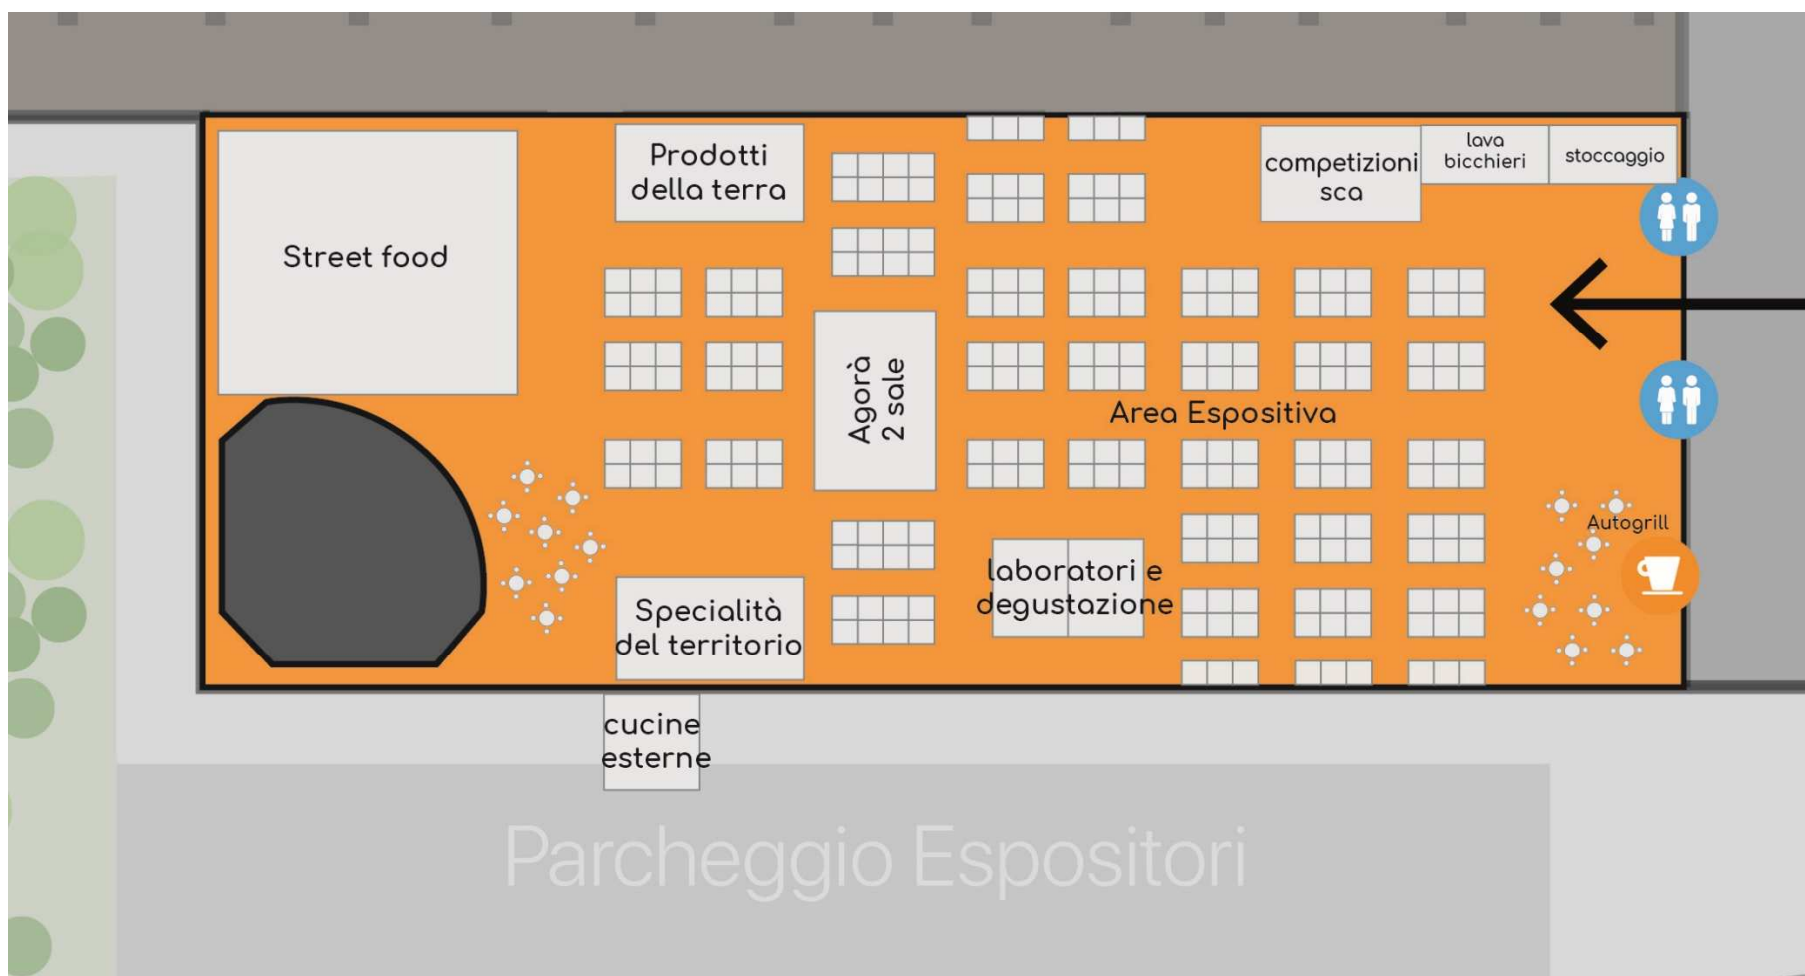 Prodotti
della terra
competizioni
sca
lava
bicchieri
stoccaggio
Street food
Agorà
2 sale
Area Espositiva
Autogrill
laboratori e
degustazione
Specialità
del territorio
cucine
esterne
Parcheggio Espositori